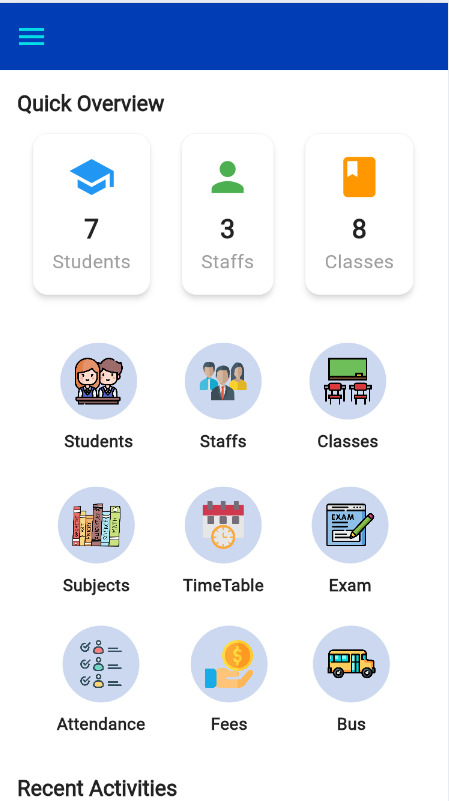 Quick Overview
7 3 8
Students Staffs Classes
Students Staffs Classes
EXAM
Subjects TimeTable Exam
Attendance Fees Bus
Recent Activities